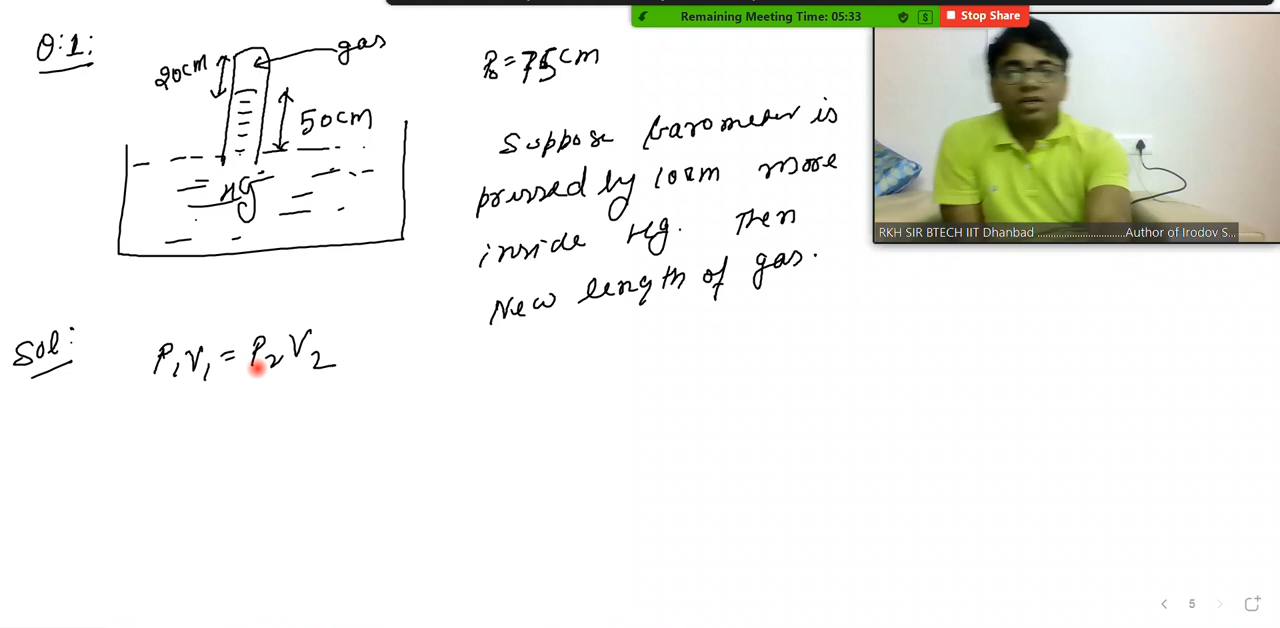 Remaining Meeting Time: 05:33
$
Stop Share
Q:1:
20cm
gas
50cm
Hg
P₀ = 75cm
Suppose barometer is
pressed by 10cm more
inside Hg. Then
New length of gas.
RKH SIR BTECH IIT Dhanbad ................................Author of Irodov S...
Sol:
P₁V₁ = P₂V₂
5